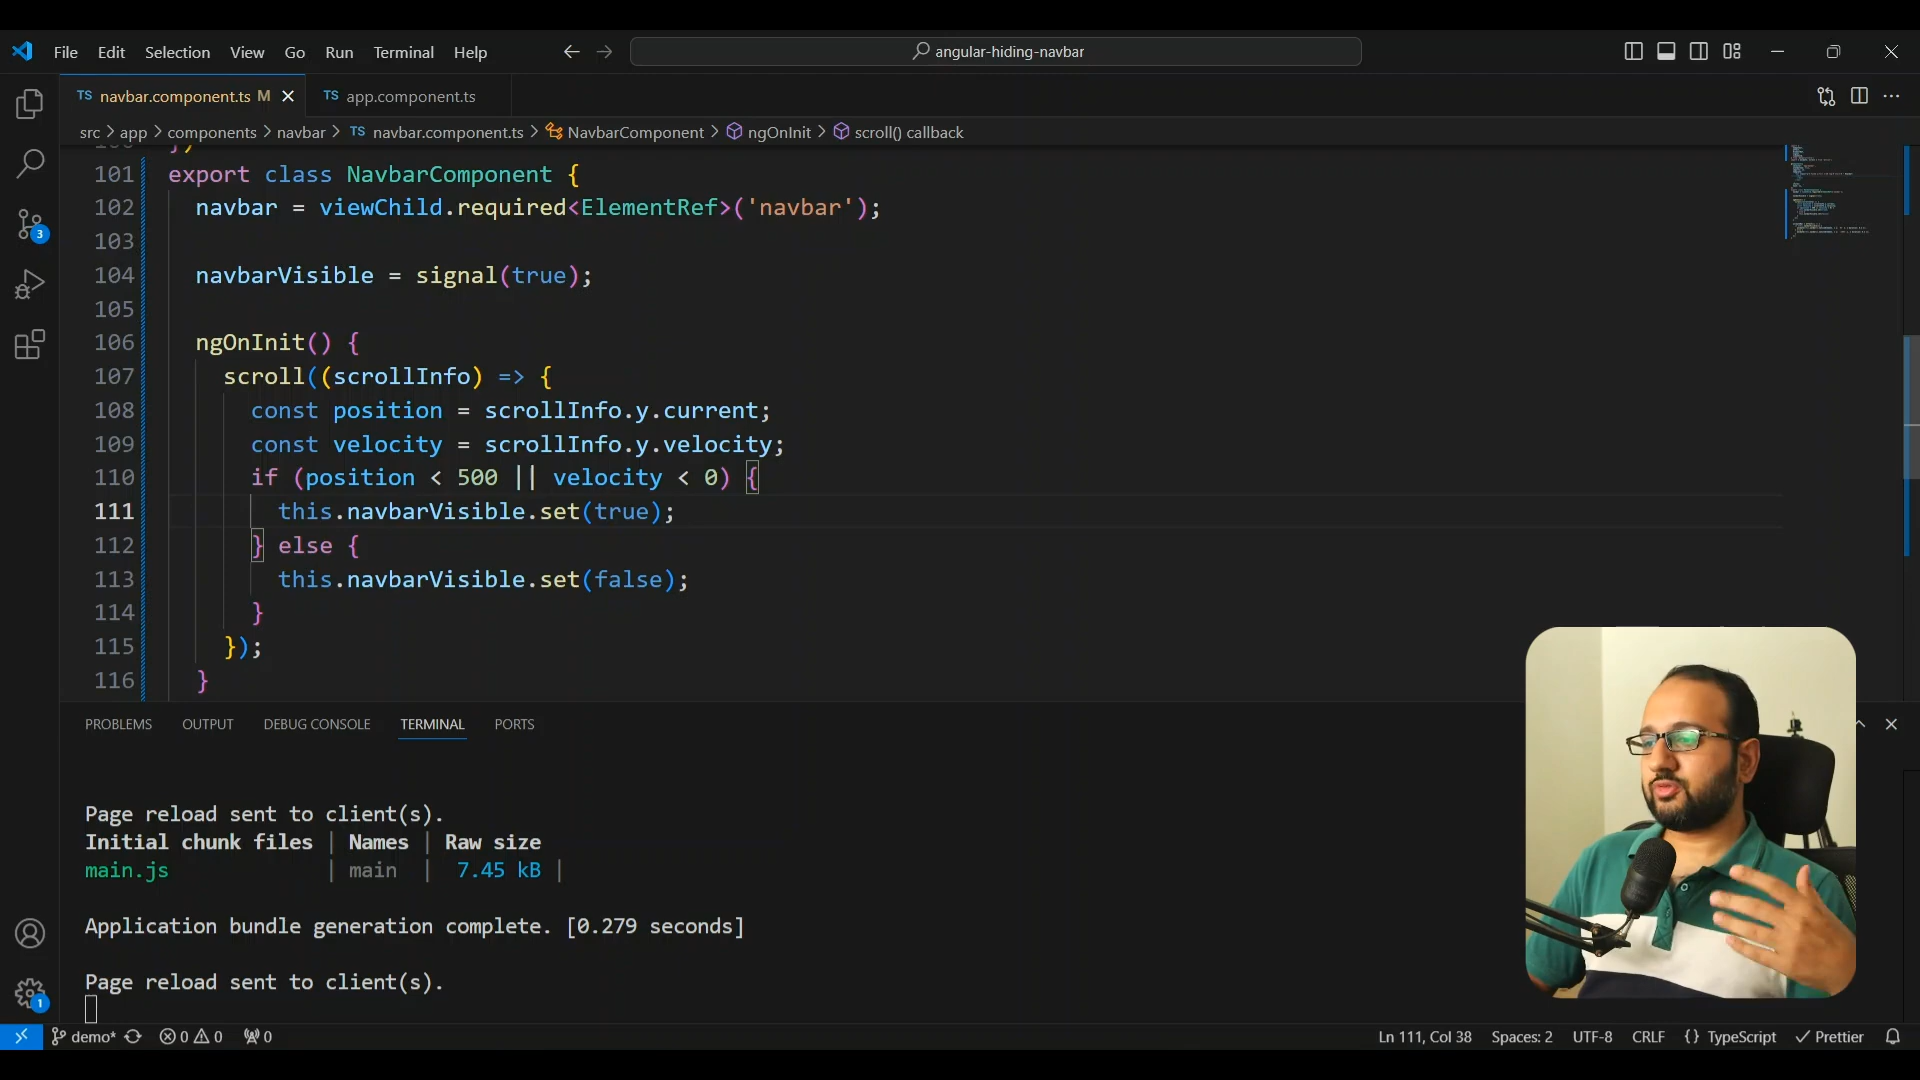 File Edit Selection View Go Run Terminal Help angular-hiding-navbar
TS navbar.component.ts M TS app.component.ts
src > app > components > navbar > TS navbar.component.ts > NavbarComponent > ngOnInit > scroll() callback
101 export class NavbarComponent {
102 navbar = viewChild.required<ElementRef>('navbar');
103
104 navbarVisible = signal(true);
105
106 ngOnInit() {
107 scroll((scrollInfo) => {
108 const position = scrollInfo.y.current;
109 const velocity = scrollInfo.y.velocity;
110 if (position < 500 || velocity < 0) {
111 this.navbarVisible.set(true);
112 } else {
113 this.navbarVisible.set(false);
114 }
115 });
116 }
3
PROBLEMS OUTPUT DEBUG CONSOLE TERMINAL PORTS
Page reload sent to client(s).
Initial chunk files | Names | Raw size
main.js | main | 7.45 kB |
Application bundle generation complete. [0.279 seconds]
Page reload sent to client(s).
1
demo* 0 0 0 Ln 111, Col 38 Spaces: 2 UTF-8 CRLF {} TypeScript Prettier